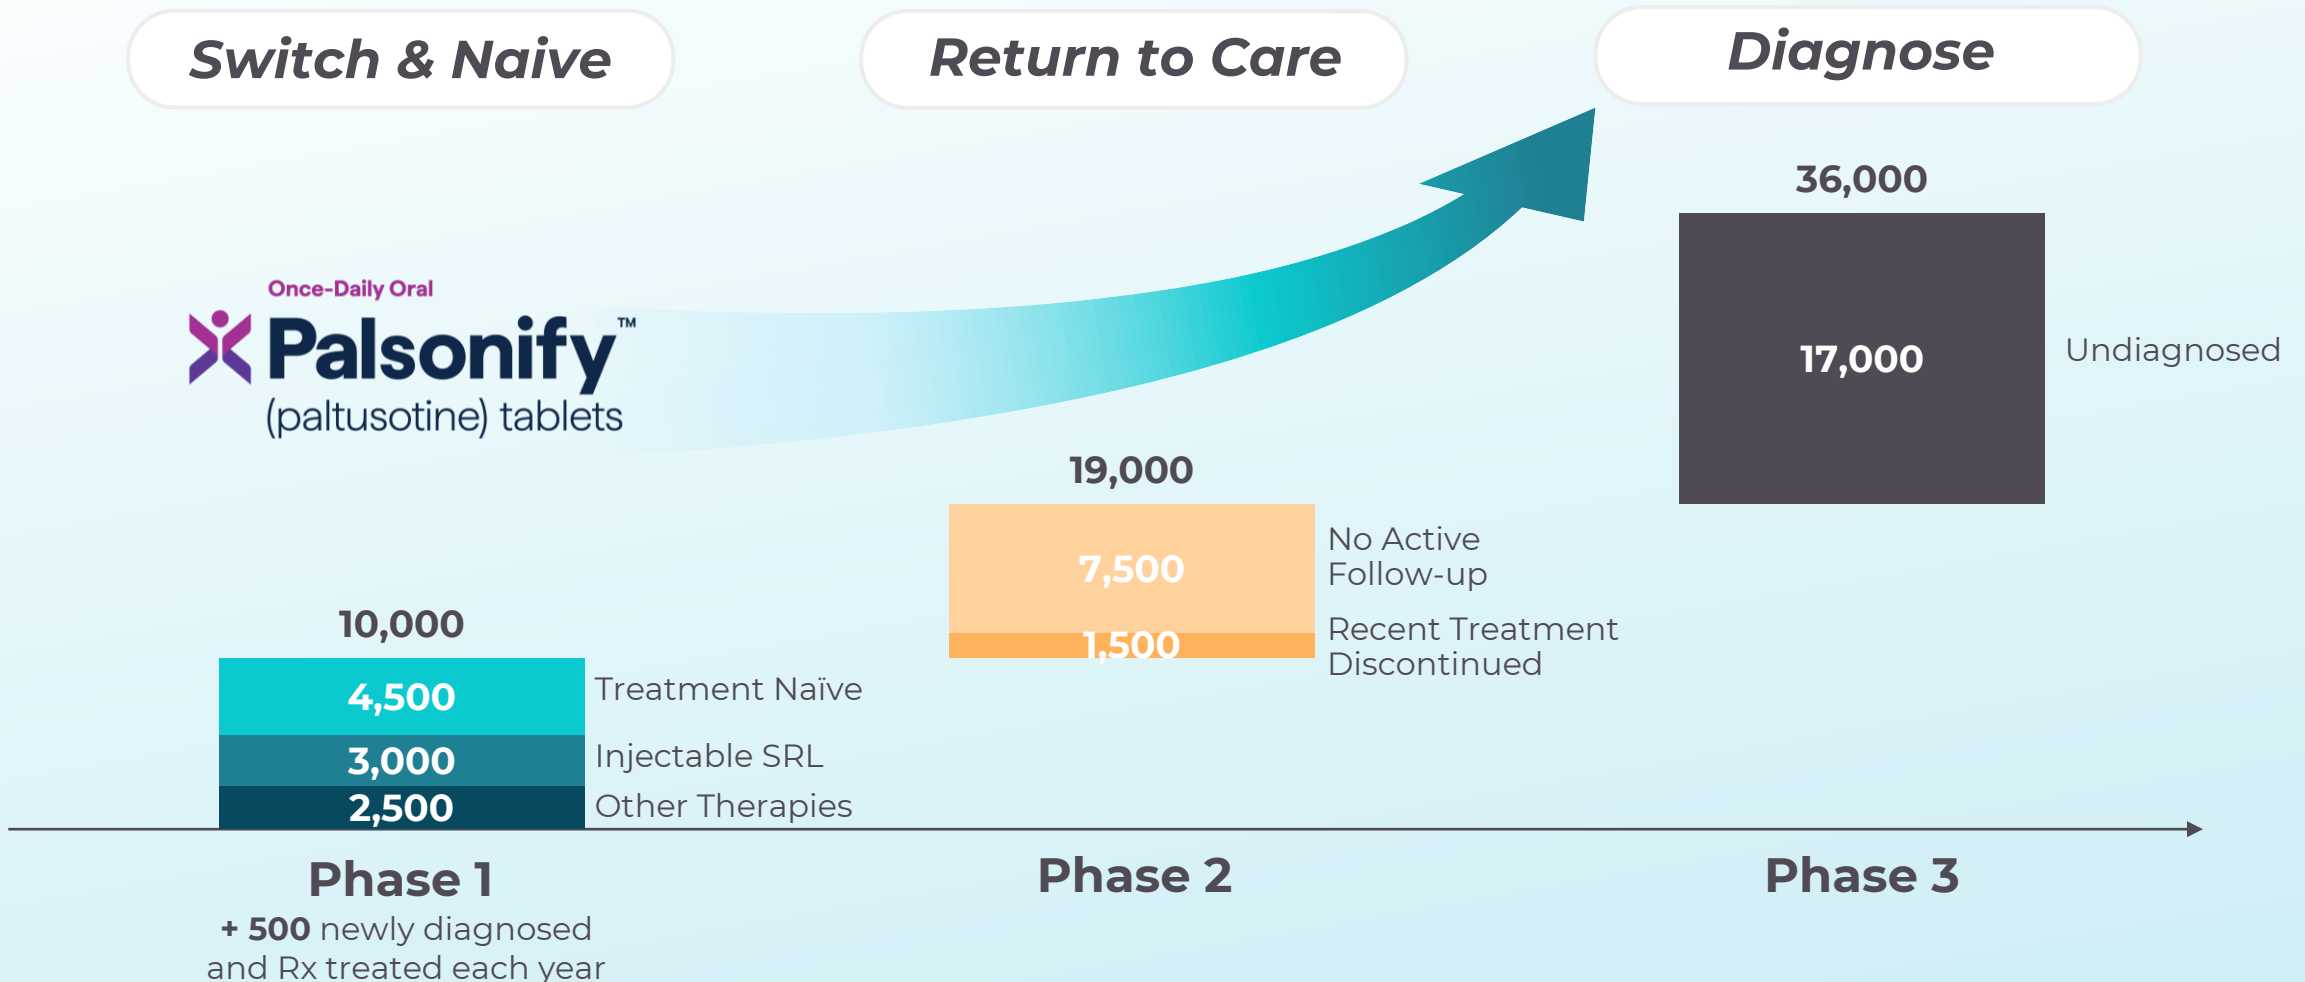 Switch & Naive
Return to Care
Diagnose
Once-Daily Oral
Palsonify™
(paltusotine) tablets
10,000
4,500
Treatment Naïve
3,000
Injectable SRL
2,500
Other Therapies
19,000
7,500
No Active
Follow-up
1,500
Recent Treatment
Discontinued
36,000
17,000
Undiagnosed
Phase 1
+ 500 newly diagnosed
and Rx treated each year
Phase 2
Phase 3